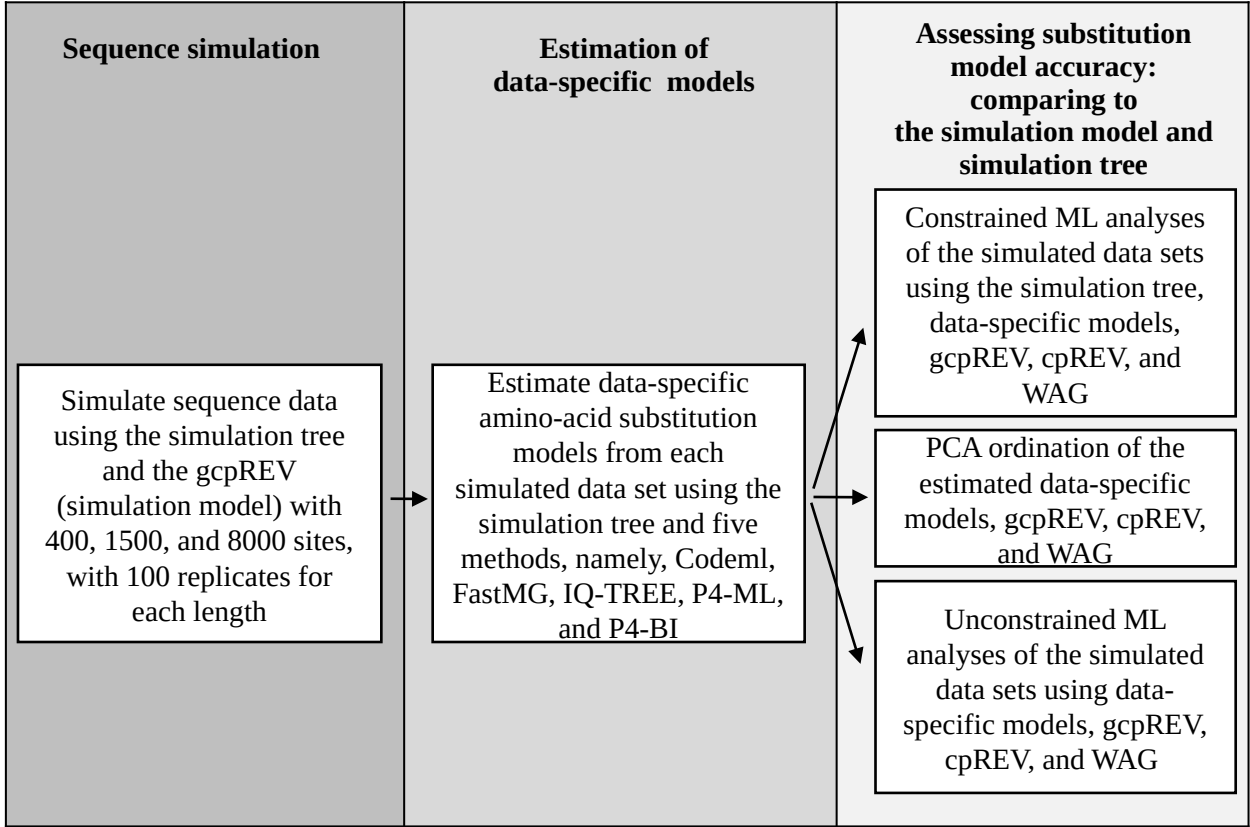 Sequence simulation
Simulate sequence data
using the simulation tree
and the gcpREV
(simulation model) with
400, 1500, and 8000 sites,
with 100 replicates for
each length
Estimation of
data-specific models
Estimate data-specific
amino-acid substitution
models from each
simulated data set using the
simulation tree and five
methods, namely, Codeml,
FastMG, IQ-TREE, P4-ML,
and P4-BI
Assessing substitution
model accuracy:
comparing to
the simulation model and
simulation tree
Constrained ML analyses
of the simulated data sets
using the simulation tree,
data-specific models,
gcpREV, cpREV, and
WAG
PCA ordination of the
estimated data-specific
models, gcpREV, cpREV,
and WAG
Unconstrained ML
analyses of the simulated
data sets using data-
specific models, gcpREV,
cpREV, and WAG